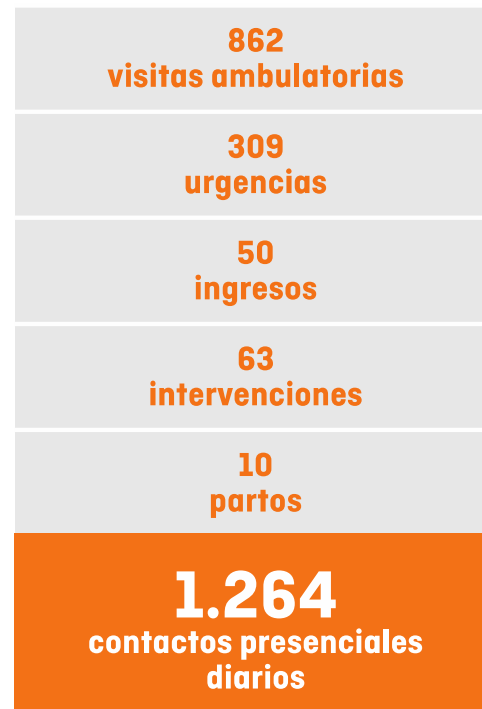 862
visitas ambulatorias
309
urgencias
50
ingresos
63
intervenciones
10
partos
1.264
contactos presenciales
diarios